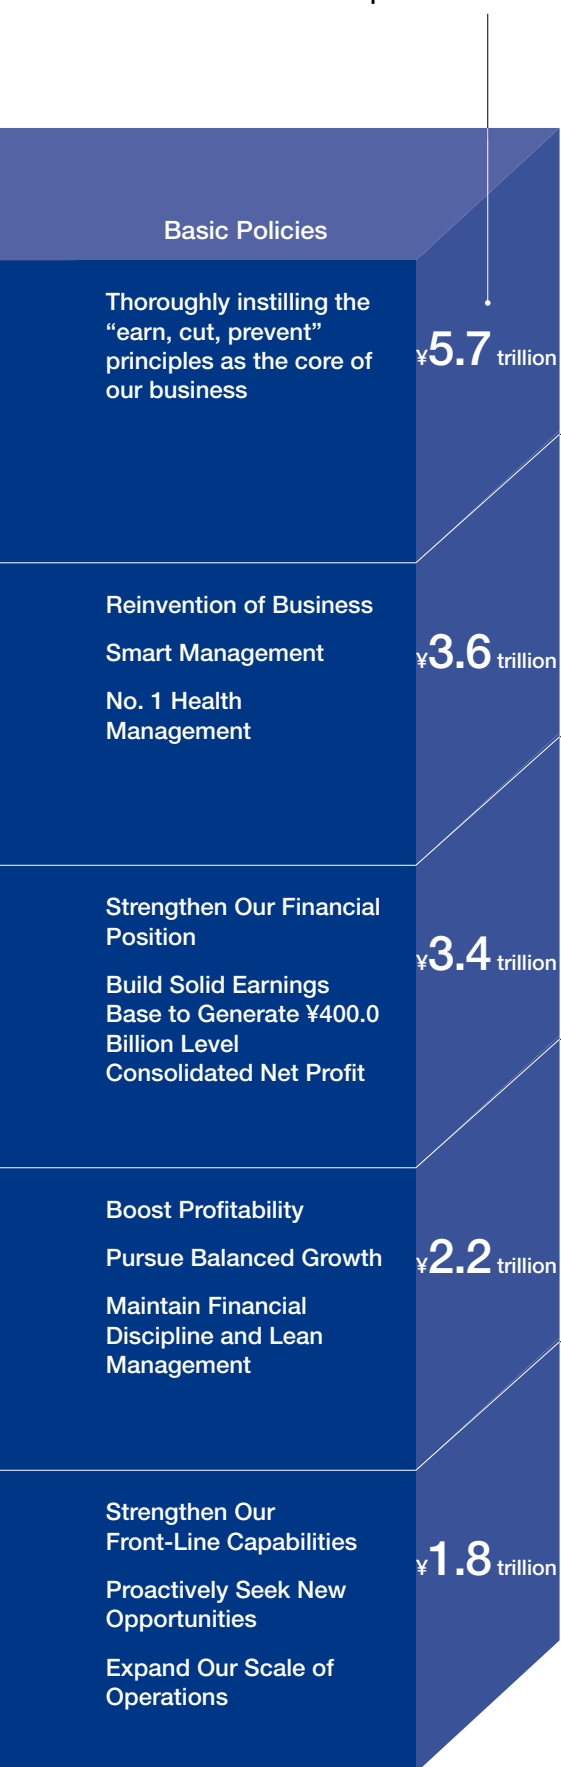 Basic Policies
Thoroughly instilling the
“earn, cut, prevent”
principles as the core of
our business
¥5.7 trillion
Reinvention of Business
Smart Management
No. 1 Health
Management
¥3.6 trillion
Strengthen Our Financial
Position
Build Solid Earnings
Base to Generate ¥400.0
Billion Level
Consolidated Net Profit
¥3.4 trillion
Boost Profitability
Pursue Balanced Growth
Maintain Financial
Discipline and Lean
Management
¥2.2 trillion
Strengthen Our
Front-Line Capabilities
Proactively Seek New
Opportunities
Expand Our Scale of
Operations
¥1.8 trillion